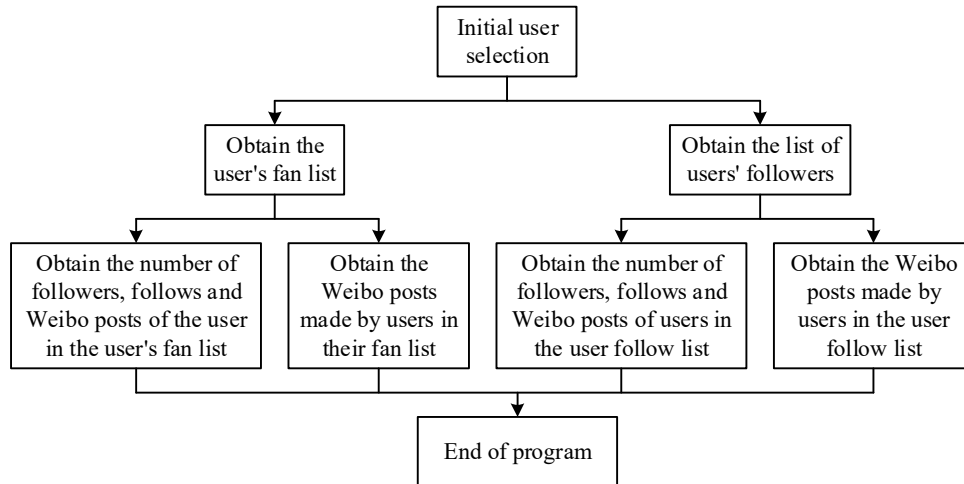 Initial user
selection
Obtain the
user's fan list
Obtain the list of
users' followers
Obtain the number of
followers, follows and
Weibo posts of the user
in the user's fan list
Obtain the
Weibo posts
made by users in
their fan list
Obtain the number of
followers, follows and
Weibo posts of users in
the user follow list
Obtain the Weibo
posts made by
users in the user
follow list
End of program